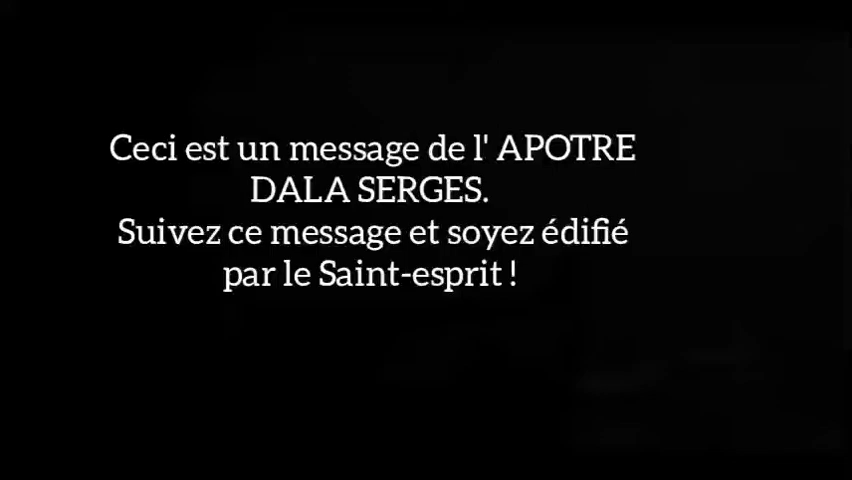 Ceci est un message de l' APOTRE
DALA SERGES.
Suivez ce message et soyez édifié
par le Saint-esprit !